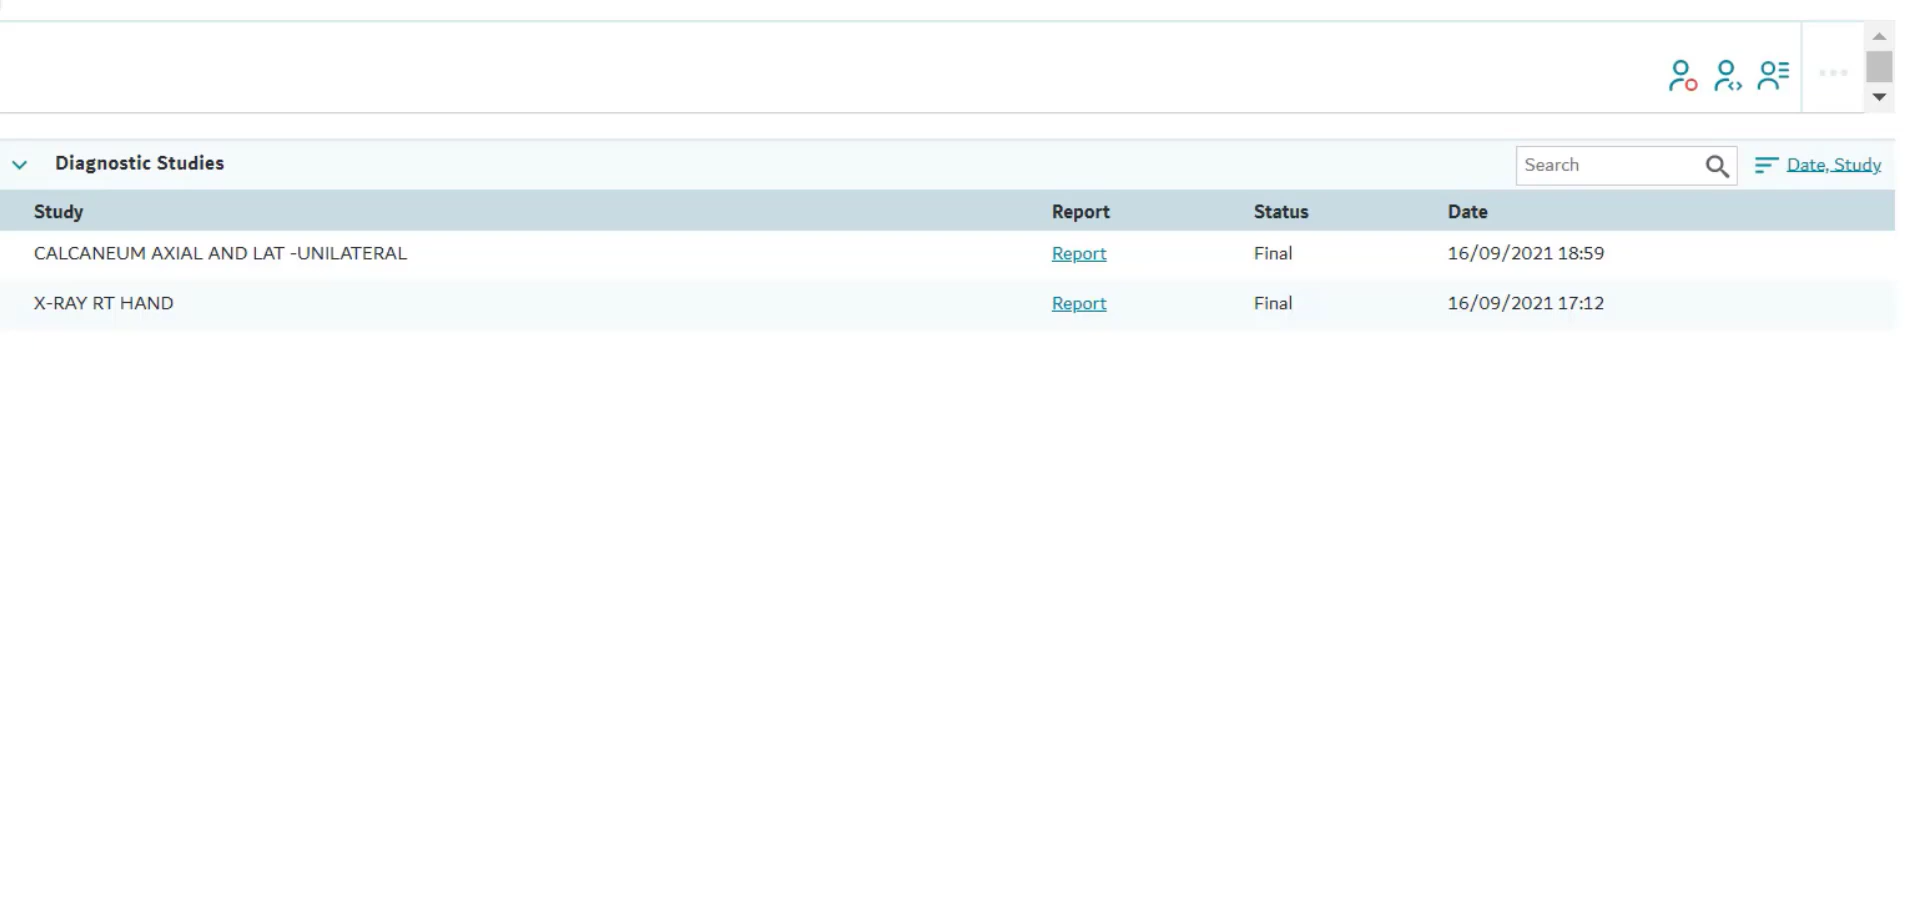 Diagnostic Studies Search Date, Study
Study Report Status Date
CALCANEUM AXIAL AND LAT -UNILATERAL Report Final 16/09/2021 18:59
X-RAY RT HAND Report Final 16/09/2021 17:12